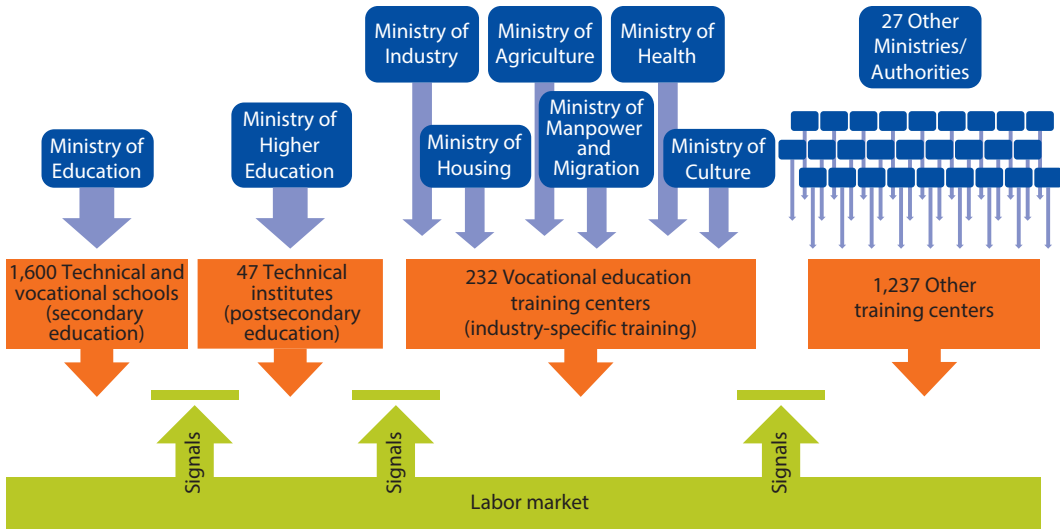 Ministry of
Industry
Ministry of
Agriculture
Ministry of
Health
27 Other
Ministries/
Authorities
Ministry of
Education
Ministry of
Higher
Education
Ministry of
Housing
Ministry of
Manpower
and
Migration
Ministry of
Culture
1,600 Technical and
vocational schools
(secondary
education)
47 Technical
institutes
(postsecondary
education)
232 Vocational education
training centers
(industry-specific training)
1,237 Other
training centers
Signals
Signals
Signals
Labor market